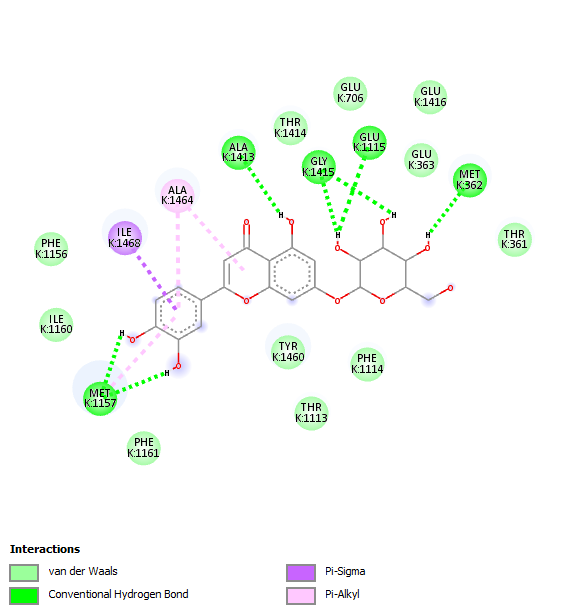 GLU
K:706
GLU
K:1416
THR
K:1414
GLU
K:1115
ALA
K:1413
GLY
K:1415
GLU
K:363
MET
K:362
ALA
K:1464
ILE
K:1468
PHE
K:1156
THR
K:361
H
O
H
H
O
O
H
O
H
O
O
O
O
O
O
ILE
K:1160
H
O
TYR
K:1460
PHE
K:1114
H
O
MET
K:1157
THR
K:1113
PHE
K:1161
Interactions
van der Waals
Conventional Hydrogen Bond
Pi-Sigma
Pi-Alkyl